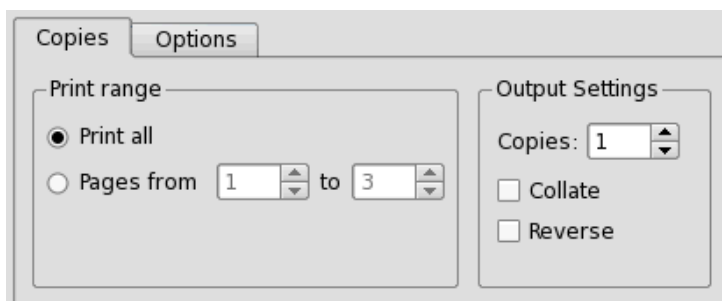 Copies Options
Print range
Print all
Pages from 1 to 3
Output Settings
Copies: 1
Collate
Reverse